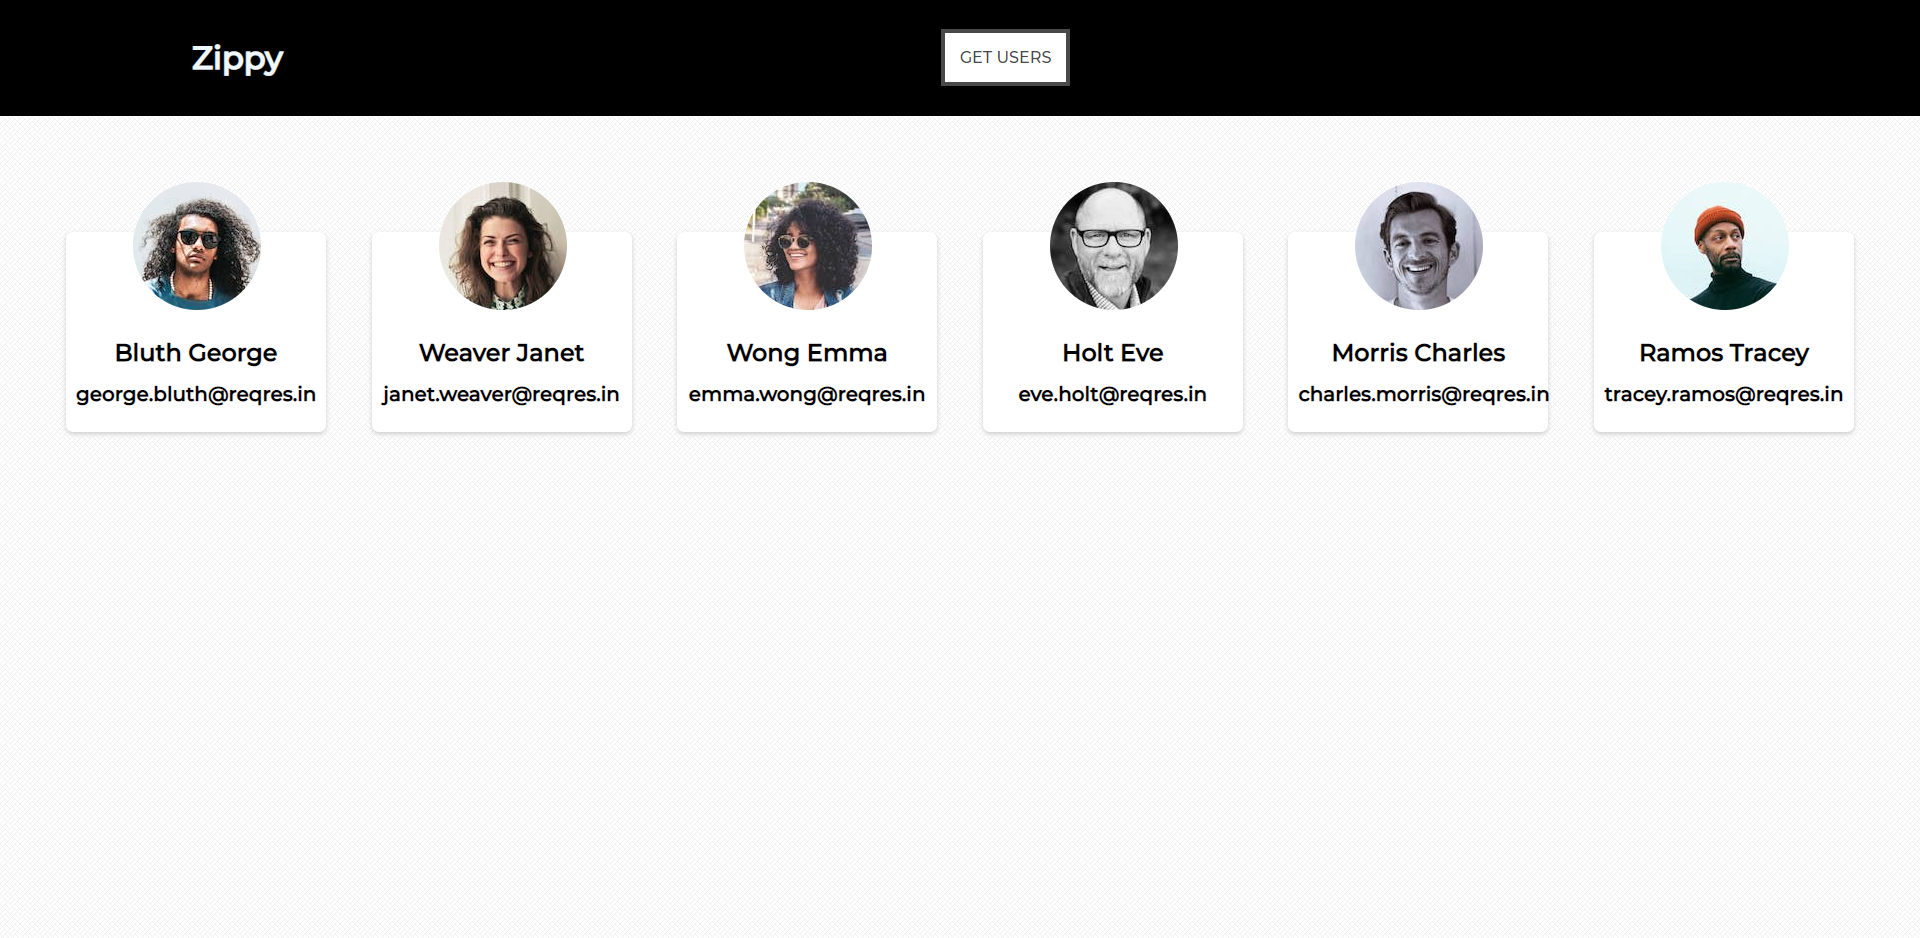 Zippy
GET USERS
Bluth George
george.bluth@reqres.in
Weaver Janet
janet.weaver@reqres.in
Wong Emma
emma.wong@reqres.in
Holt Eve
eve.holt@reqres.in
Morris Charles
charles.morris@reqres.in
Ramos Tracey
tracey.ramos@reqres.in